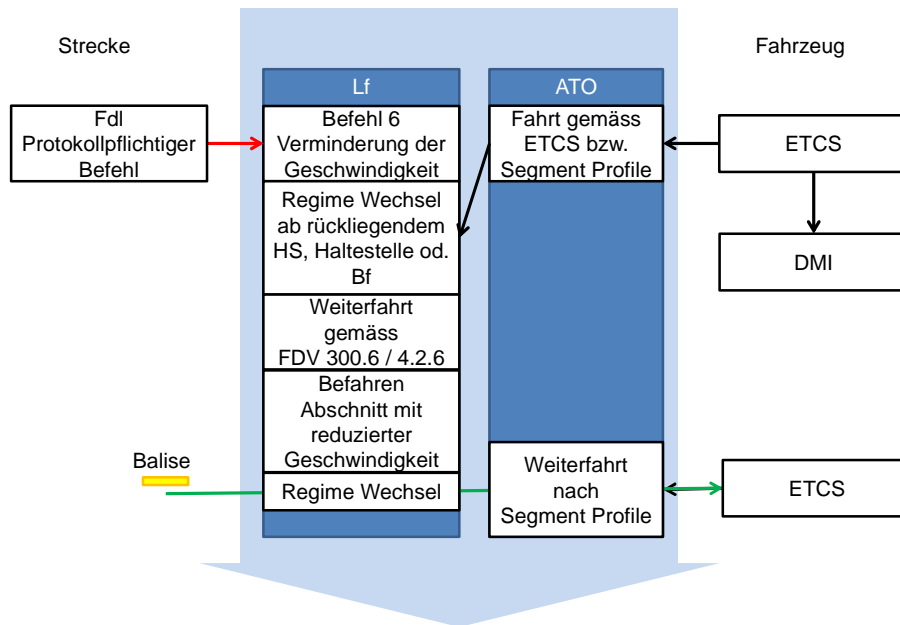 Strecke
Fahrzeug
Lf
ATO
Fdl
Protokollpflichtiger
Befehl
Befehl 6
Verminderung der
Geschwindigkeit
Fahrt gemäss
ETCS bzw.
Segment Profile
ETCS
Regime Wechsel
ab rückliegendem
HS, Haltestelle od.
Bf
DMI
Weiterfahrt
gemäss
FDV 300.6 / 4.2.6
Befahren
Abschnitt mit
reduzierter
Geschwindigkeit
Balise
Regime Wechsel
Weiterfahrt
nach
Segment Profile
ETCS